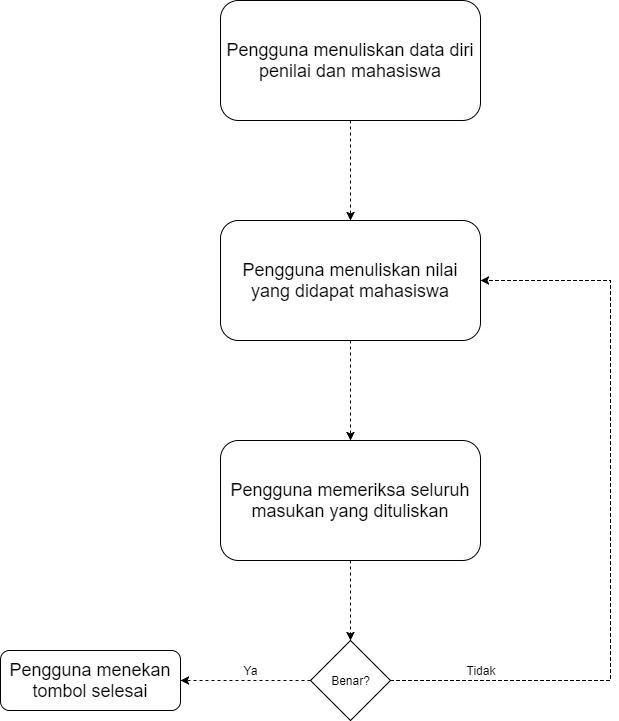 Pengguna menuliskan data diri
penilai dan mahasiswa
Pengguna menuliskan nilai
yang didapat mahasiswa
Pengguna memeriksa seluruh
masukan yang dituliskan
Pengguna menekan
tombol selesai
Ya
Benar?
Tidak